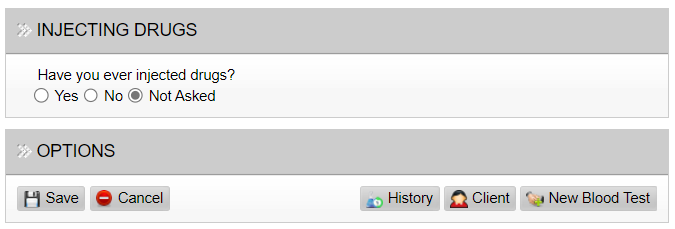 INJECTING DRUGS
Have you ever injected drugs?
Yes No Not Asked
OPTIONS
Save Cancel History Client New Blood Test